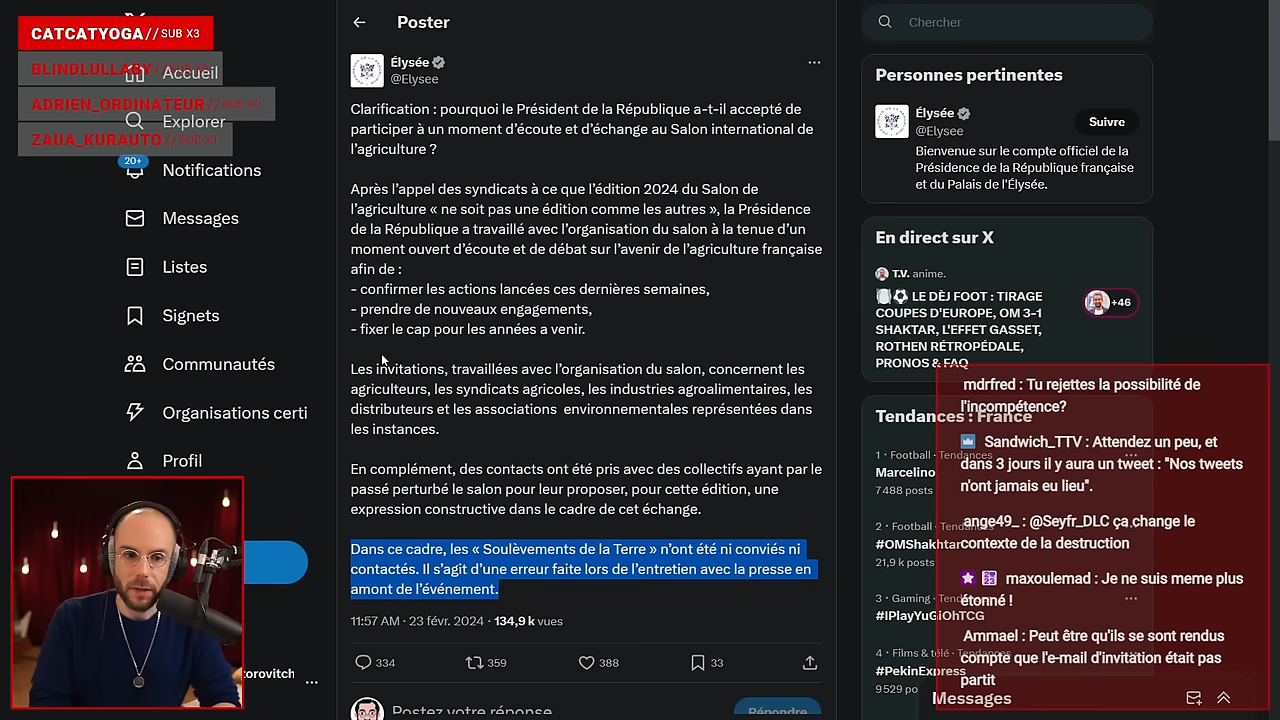 CATCATYOGA// SUB X3
BLINDLULLABY
ADRIEN_ORDINATEUR// SUB X2
ZAUA_KURAUTO// SUB X1
Accueil
Explorer
20+
Notifications
Messages
Listes
Signets
Communautés
Organisations certi
Profil
orovitch
Poster
Élysée
@Elysee
Clarification : pourquoi le Président de la République a-t-il accepté de
participer à un moment d’écoute et d’échange au Salon international de
l’agriculture ?
Après l’appel des syndicats à ce que l’édition 2024 du Salon de
l’agriculture « ne soit pas une édition comme les autres », la Présidence
de la République a travaillé avec l’organisation du salon à la tenue d’un
moment ouvert d’écoute et de débat sur l’avenir de l’agriculture française
afin de :
- confirmer les actions lancées ces dernières semaines,
- prendre de nouveaux engagements,
- fixer le cap pour les années a venir.
Les invitations, travaillées avec l’organisation du salon, concernent les
agriculteurs, les syndicats agricoles, les industries agroalimentaires, les
distributeurs et les associations environnementales représentées dans
les instances.
En complément, des contacts ont été pris avec des collectifs ayant par le
passé perturbé le salon pour leur proposer, pour cette édition, une
expression constructive dans le cadre de cet échange.
Dans ce cadre, les « Soulèvements de la Terre » n’ont été ni conviés ni
contactés. Il s’agit d’une erreur faite lors de l’entretien avec la presse en
amont de l’événement.
11:57 AM · 23 févr. 2024 · 134,9 k vues
334
359
388
33
Postez votre réponse
Répondre
Chercher
Personnes pertinentes
Élysée
@Elysee
Suivre
Bienvenue sur le compte officiel de la
Présidence de la République française
et du Palais de l'Élysée.
En direct sur X
T.V. anime.
LE DÈJ FOOT : TIRAGE
COUPES D'EUROPE, OM 3-1
SHAKTAR, L'EFFET GASSET,
ROTHEN RÉTROPÉDALE,
PRONOS & FAQ
+46
Tendances : France
1 · Football · Tendances
Marcelino
7 488 posts
2 · Football · Tendances
#OMShakhtar
21,9 k posts
3 · Gaming · Tendances
#IPlayYuGiOhTCG
4 · Films & télé · Tendances
#PekinExpress
9 529 po
Messages
mdrfred : Tu rejettes la possibilité de
l'incompétence?
Sandwich_TTV : Attendez un peu, et
dans 3 jours il y aura un tweet : "Nos tweets
n'ont jamais eu lieu".
ange49_ : @Seyfr_DLC ça change le
contexte de la destruction
maxoulemad : Je ne suis meme plus
étonné !
Ammael : Peut être qu'ils se sont rendus
compte que l'e-mail d'invitation était pas
partit